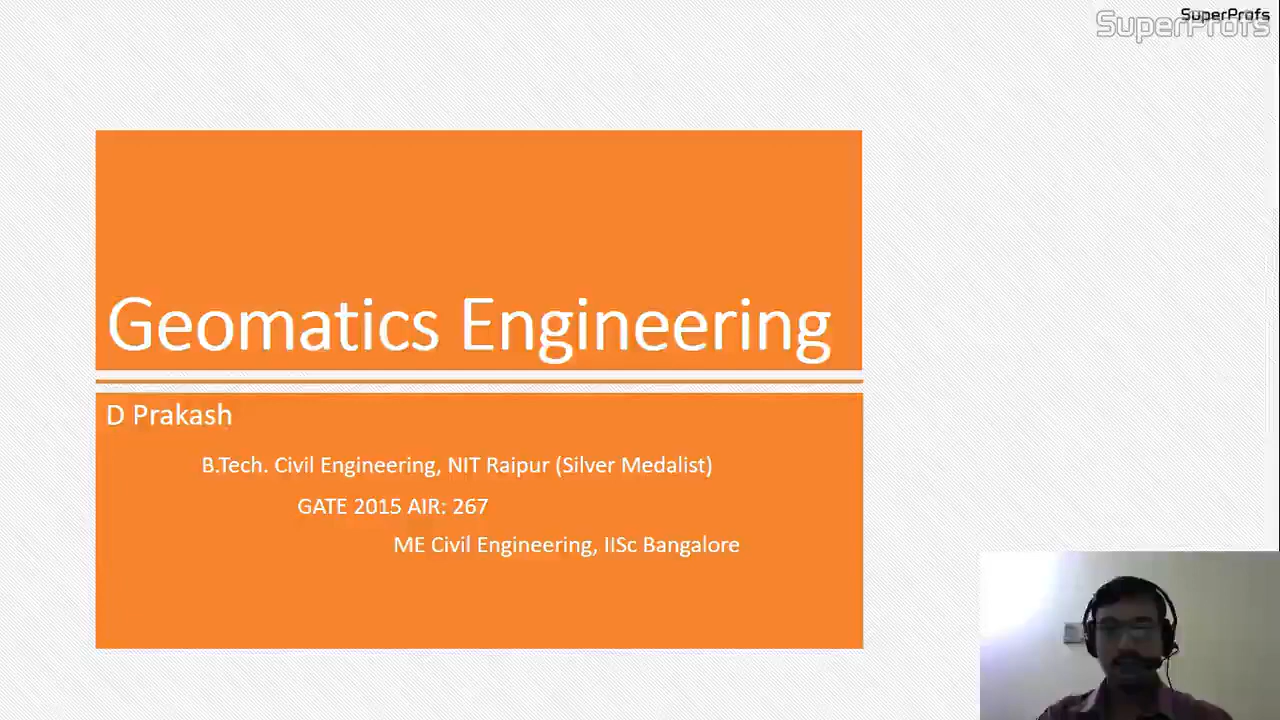 SuperProfs
SuperProfs
Geomatics Engineering
D Prakash
B.Tech. Civil Engineering, NIT Raipur (Silver Medalist)
GATE 2015 AIR: 267
ME Civil Engineering, IISc Bangalore